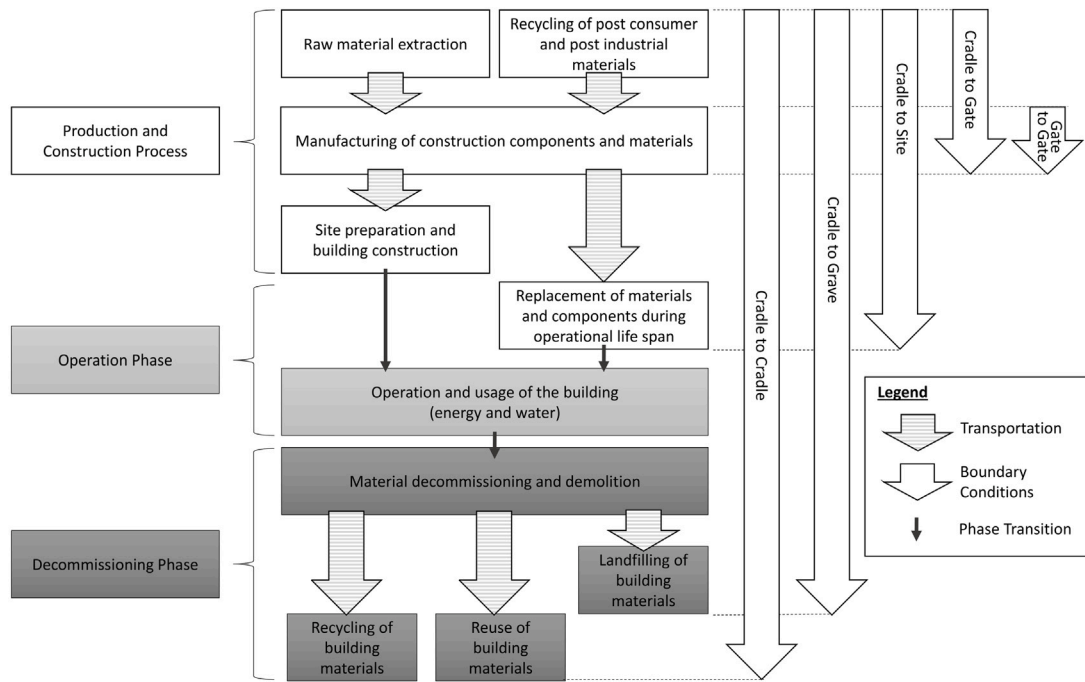 Raw material extraction
Recycling of post consumer
and post industrial
materials
Production and
Construction Process
Manufacturing of construction components and materials
Site preparation and
building construction
Replacement of materials
and components during
operational life span
Operation Phase
Operation and usage of the building
(energy and water)
Material decommissioning and demolition
Decommissioning Phase
Landfilling of
building
materials
Recycling of
building
materials
Reuse of
building
materials
Cradle to Cradle
Cradle to Grave
Cradle to Site
Cradle to Gate
Gate
to Gate
Legend
Transportation
Boundary
Conditions
Phase Transition